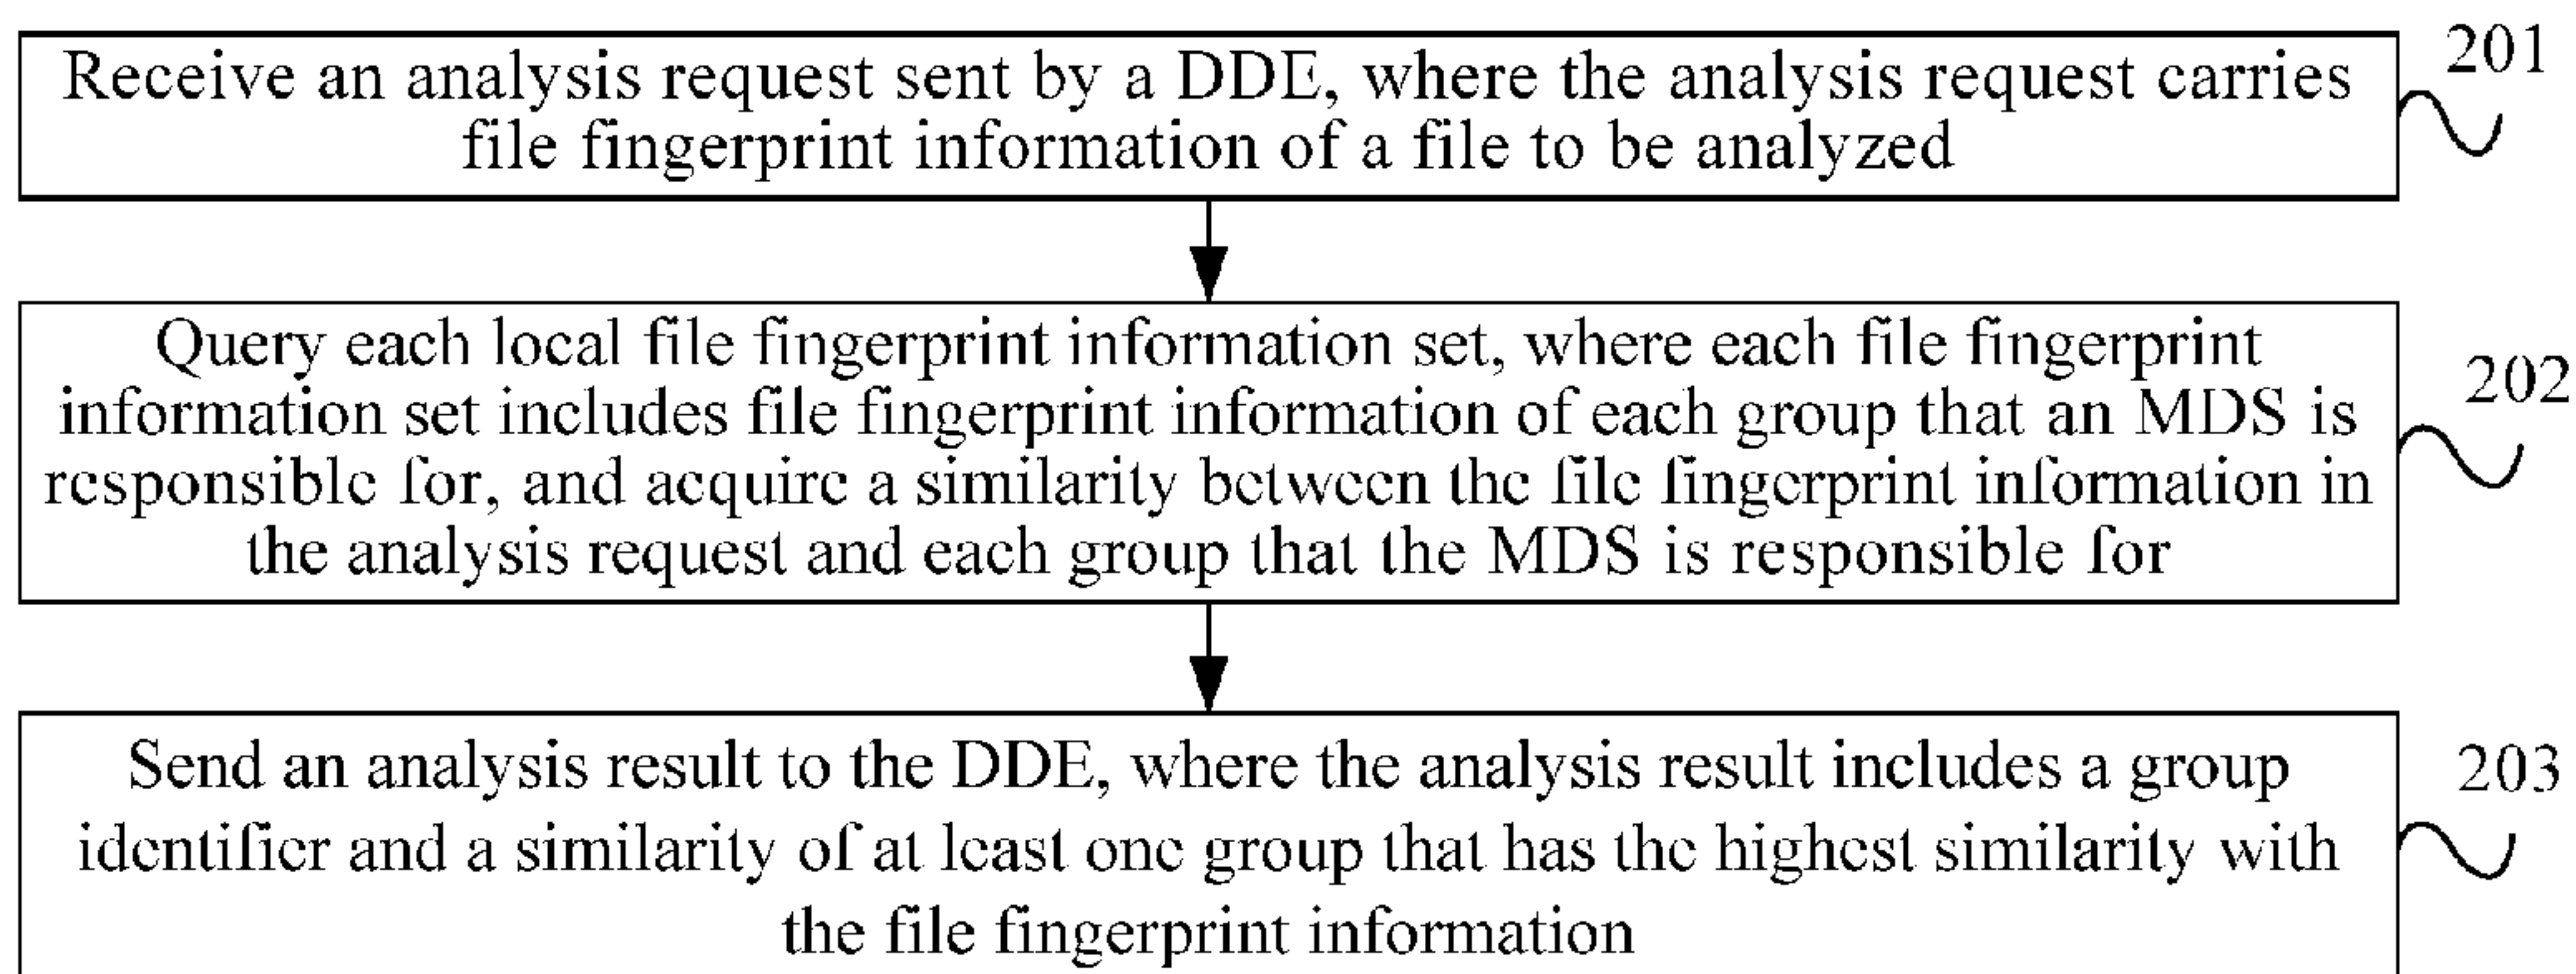 Receive an analysis request sent by a DDE, where the analysis request carries
file fingerprint information of a file to be analyzed
201
Query each local file fingerprint information set, where each file fingerprint
information set includes file fingerprint information of each group that an MDS is
responsible for, and acquire a similarity between the file fingerprint information in
the analysis request and each group that the MDS is responsible for
202
Send an analysis result to the DDE, where the analysis result includes a group
identifier and a similarity of at least one group that has the highest similarity with
the file fingerprint information
203